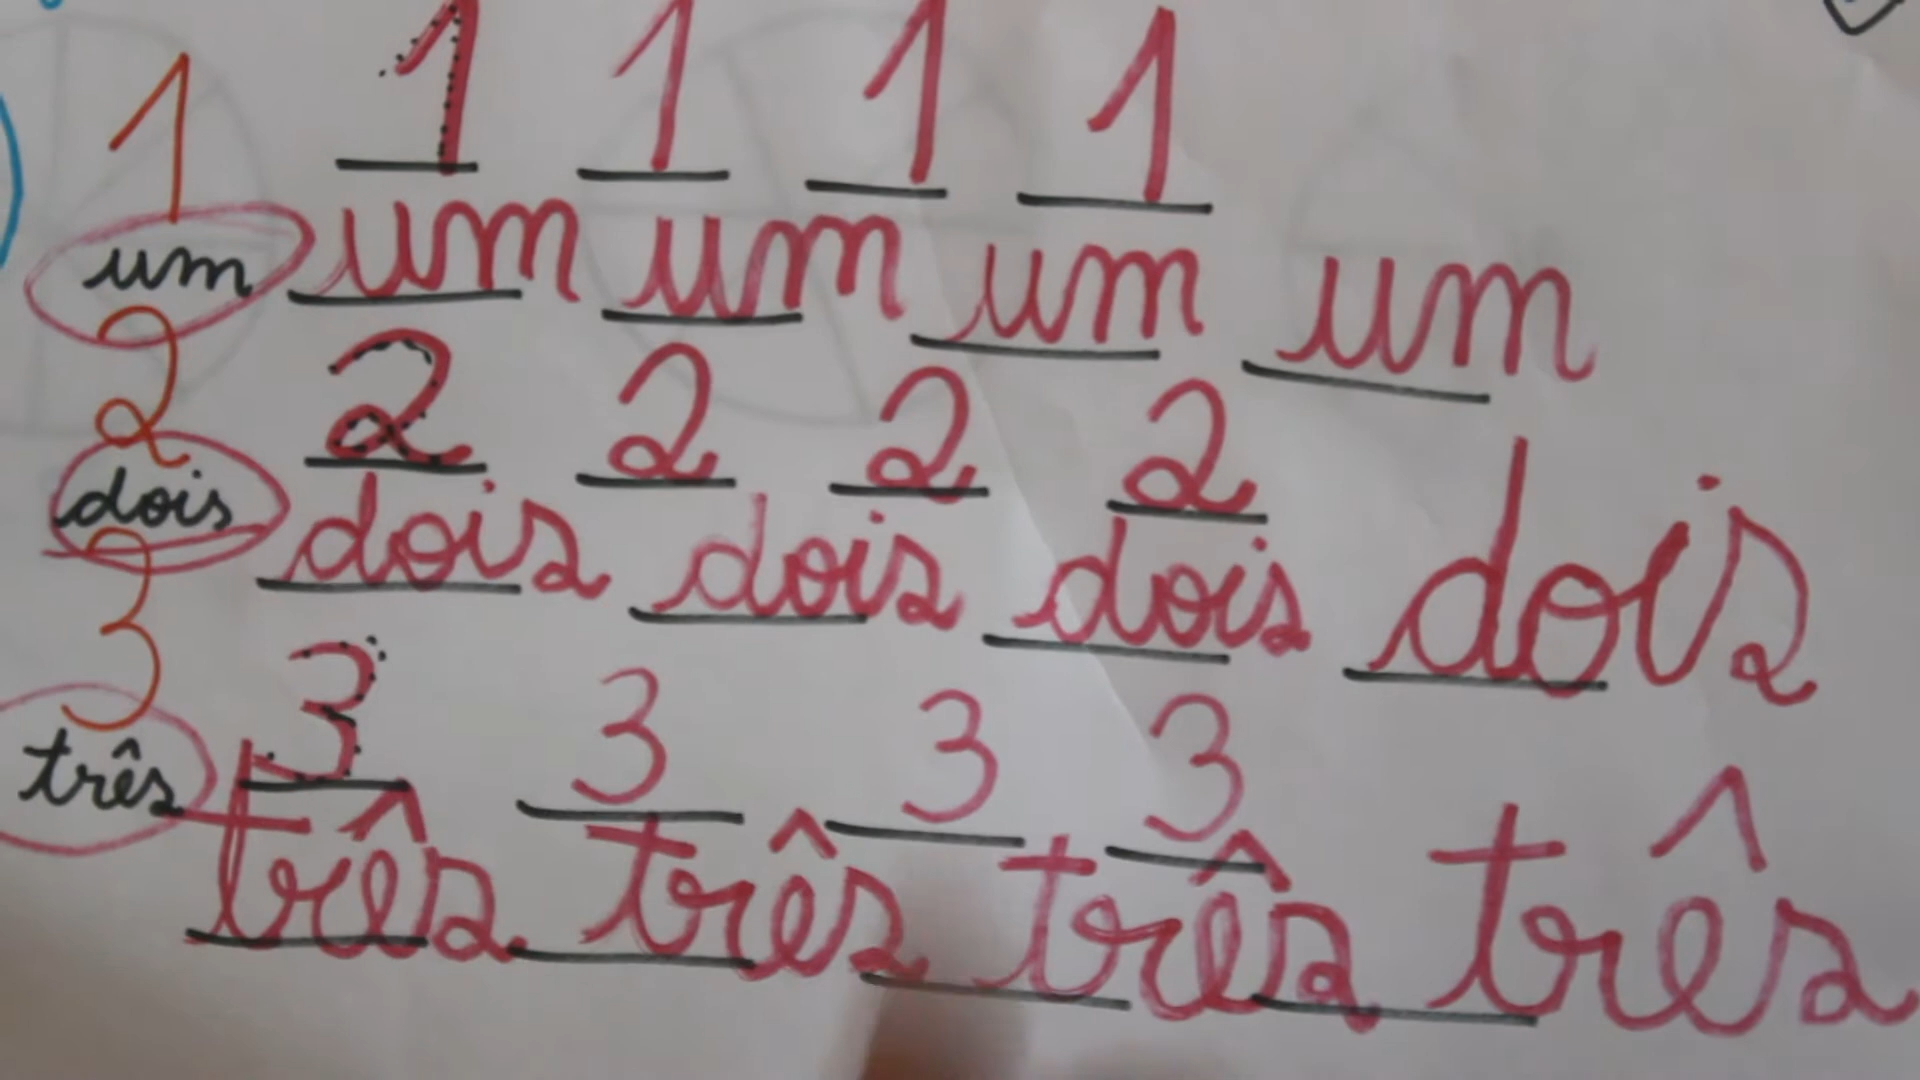 1 1 1 1 1
um um um um um
2 2 2 2 2
dois dois dois dois dois
3 3 3 3 3
três três três três três